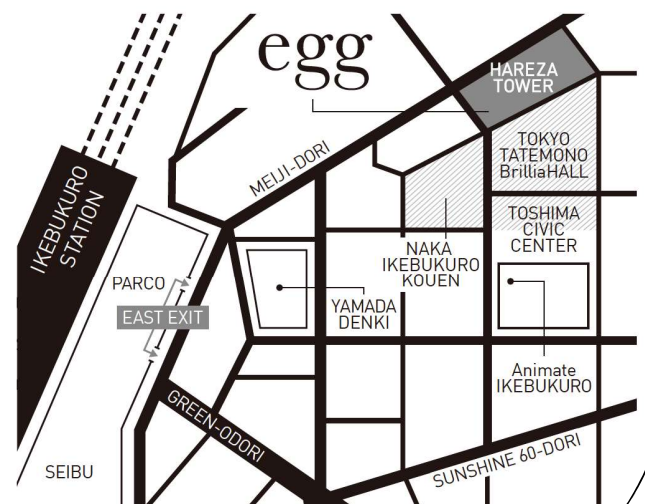 egg
HAREZA
TOWER
TOKYO
TATEMONO
BrilliaHALL
MEIJI-DORI
IKEBUKURO
STATION
TOSHIMA
CIVIC
CENTER
NAKA
IKEBUKURO
KOUEN
PARCO
EAST EXIT
YAMADA
DENKI
Animate
IKEBUKURO
GREEN-ODORI
SUNSHINE 60-DORI
SEIBU